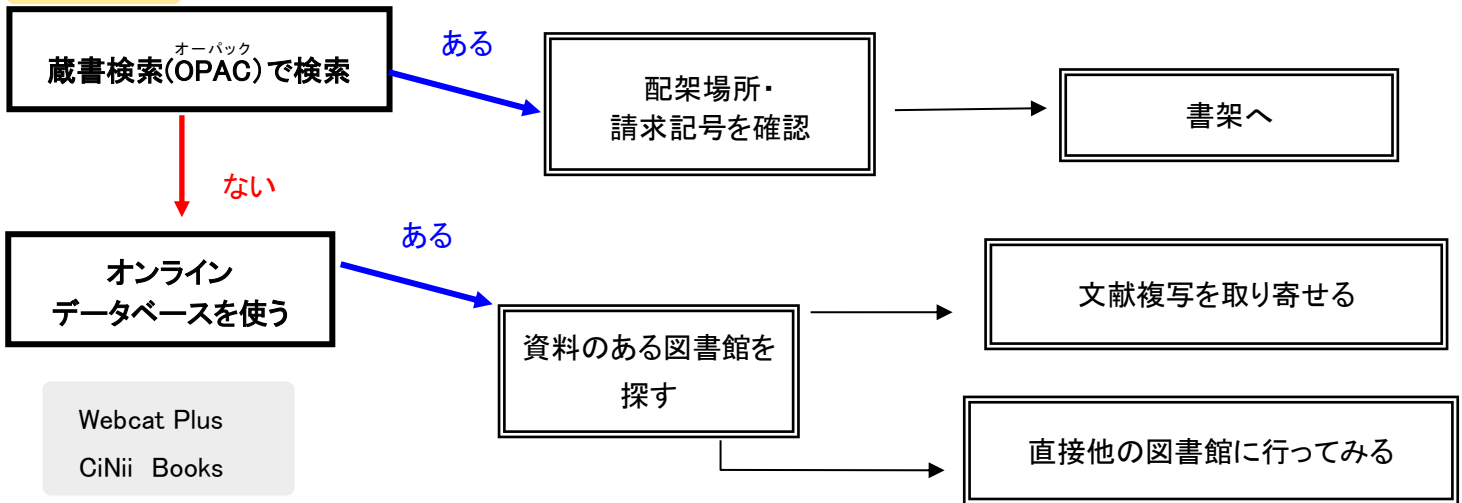 オーパック
蔵書検索(OPAC)で検索
ある
配架場所・
請求記号を確認
書架へ
ない
オンライン
データベースを使う
ある
資料のある図書館を
探す
文献複写を取り寄せる
直接他の図書館に行ってみる
Webcat Plus
CiNii Books